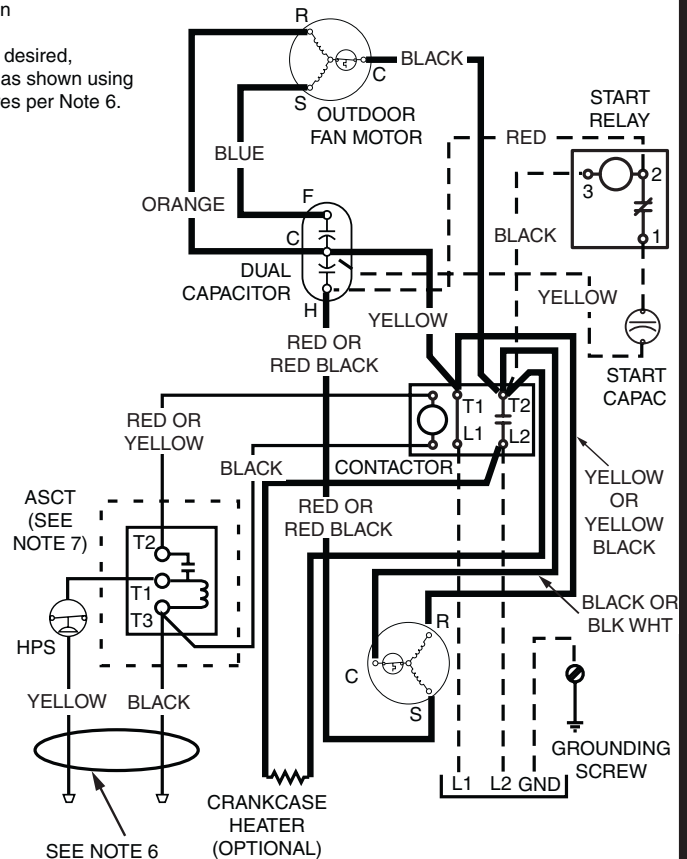 n
desired,
as shown using
es per Note 6.
R
C
S
BLACK
OUTDOOR
FAN MOTOR
START
RELAY
RED
BLUE
3
2
1
ORANGE
F
C
H
BLACK
DUAL
CAPACITOR
YELLOW
YELLOW
RED OR
RED BLACK
START
CAPAC
T1
T2
L1
L2
RED OR
YELLOW
BLACK
CONTACTOR
YELLOW
OR
YELLOW
BLACK
ASCT
(SEE
NOTE 7)
RED OR
RED BLACK
T2
T1
T3
BLACK OR
BLK WHT
HPS
R
C
S
YELLOW
BLACK
GROUNDING
SCREW
L1
L2
GND
CRANKCASE
HEATER
(OPTIONAL)
SEE NOTE 6